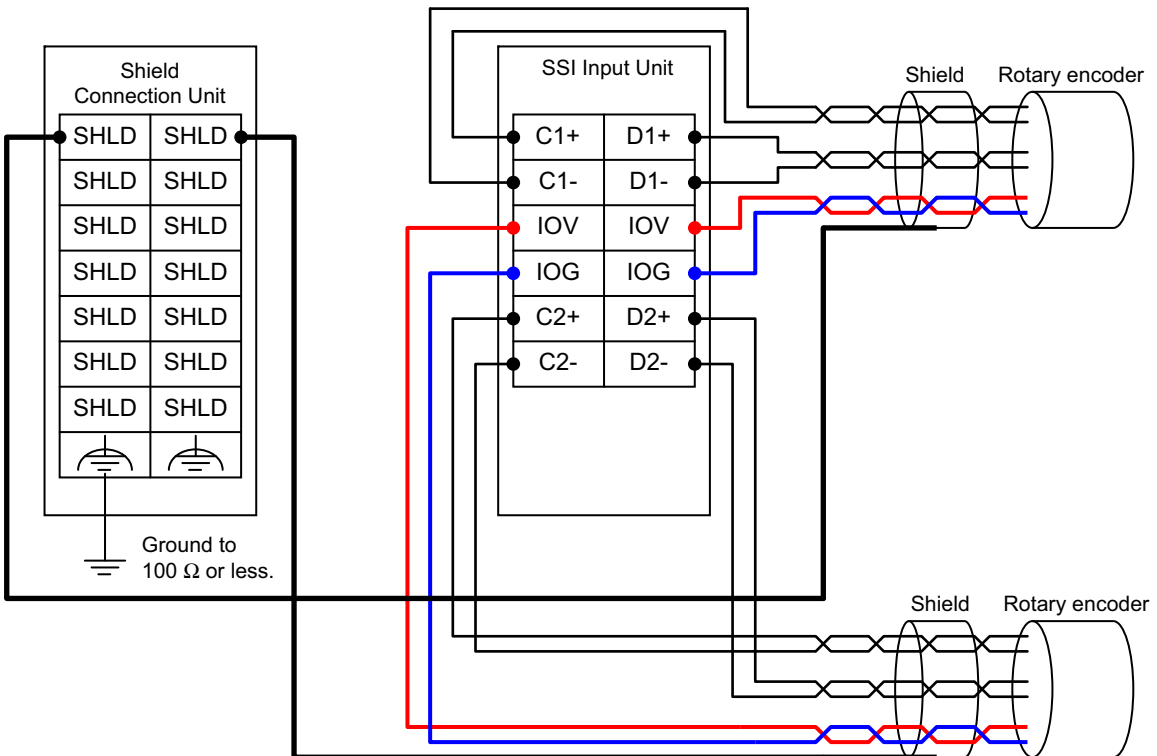 Shield
Connection Unit
SHLD SHLD
SHLD SHLD
SHLD SHLD
SHLD SHLD
SHLD SHLD
SHLD SHLD
SHLD SHLD
Ground to
100 Ω or less.
SSI Input Unit
C1+ D1+
C1- D1-
IOV IOV
IOG IOG
C2+ D2+
C2- D2-
Shield Rotary encoder
Shield Rotary encoder